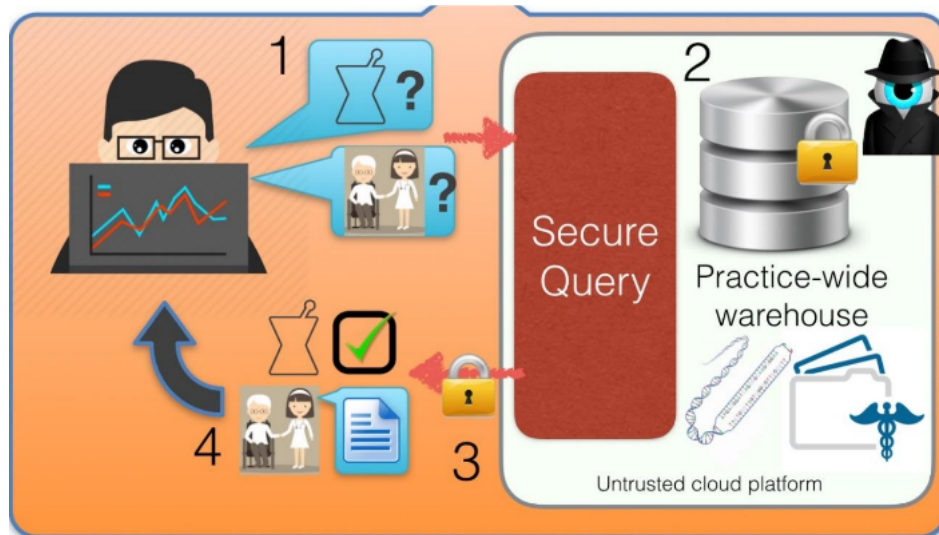 1
?
?
2
Secure
Query
Practice-wide
warehouse
3
4
Untrusted cloud platform